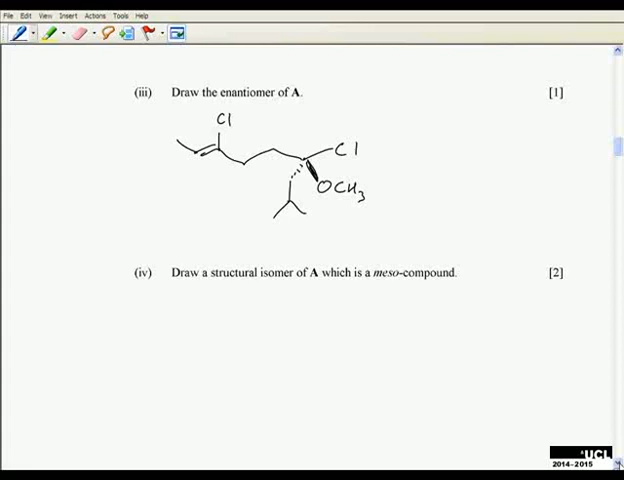 File Edit View Insert Actions Tools Help
(iii) Draw the enantiomer of A. [1]
Cl
Cl
OCH3
(iv) Draw a structural isomer of A which is a meso-compound. [2]
UCL
2014-2015